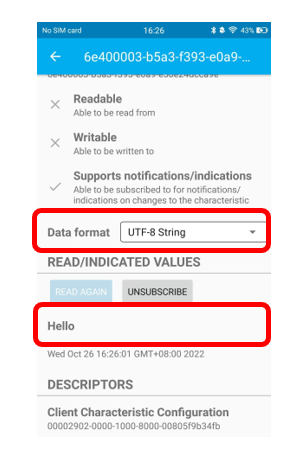 No SIM card 16:26 43%
6e400003-b5a3-f393-e0a9-...
6e400003-b5a3-f393-e0a9-e50e24dcca9e
Readable
Able to be read from
Writable
Able to be written to
Supports notifications/indications
Able to be subscribed to for notifications/
indications on changes to the characteristic
Data format UTF-8 String
READ/INDICATED VALUES
READ AGAIN UNSUBSCRIBE
Hello
Wed Oct 26 16:26:01 GMT+08:00 2022
DESCRIPTORS
Client Characteristic Configuration
00002902-0000-1000-8000-00805f9b34fb